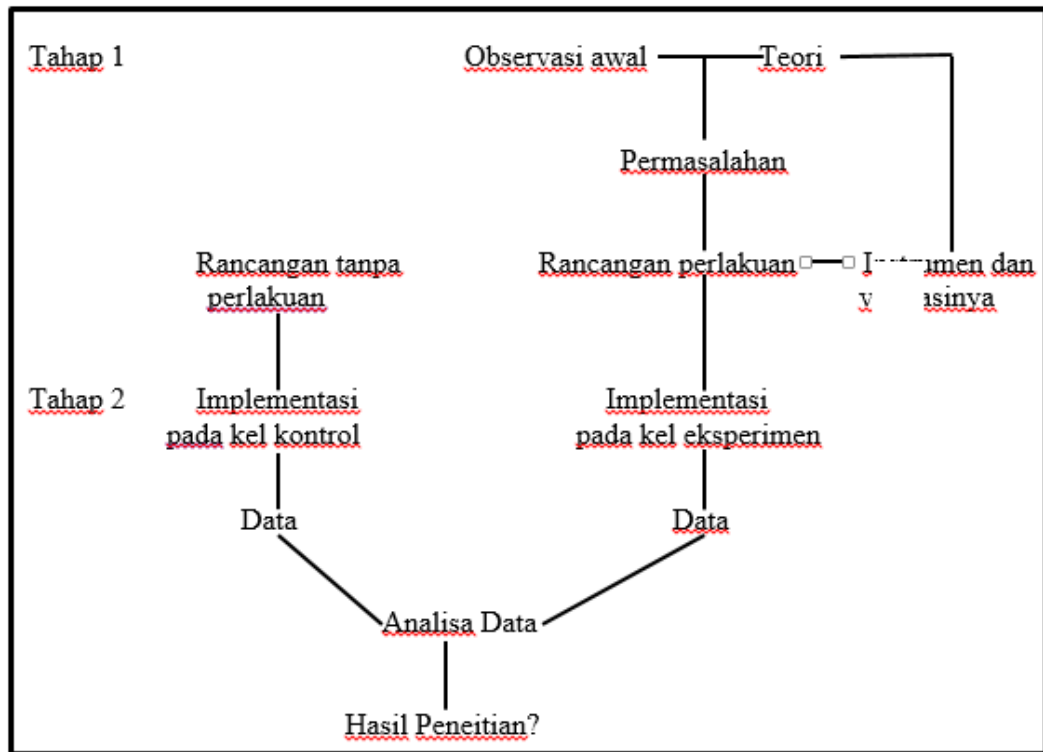 Tahap 1
Observasi awal
Teori
Permasalahan
Rancangan tanpa
perlakuan
Rancangan perlakuan
dan
Tahap 2
Implementasi
pada kel kontrol
Implementasi
pada kel eksperimen
Data
Data
Analisa Data
Hasil Peneitian?